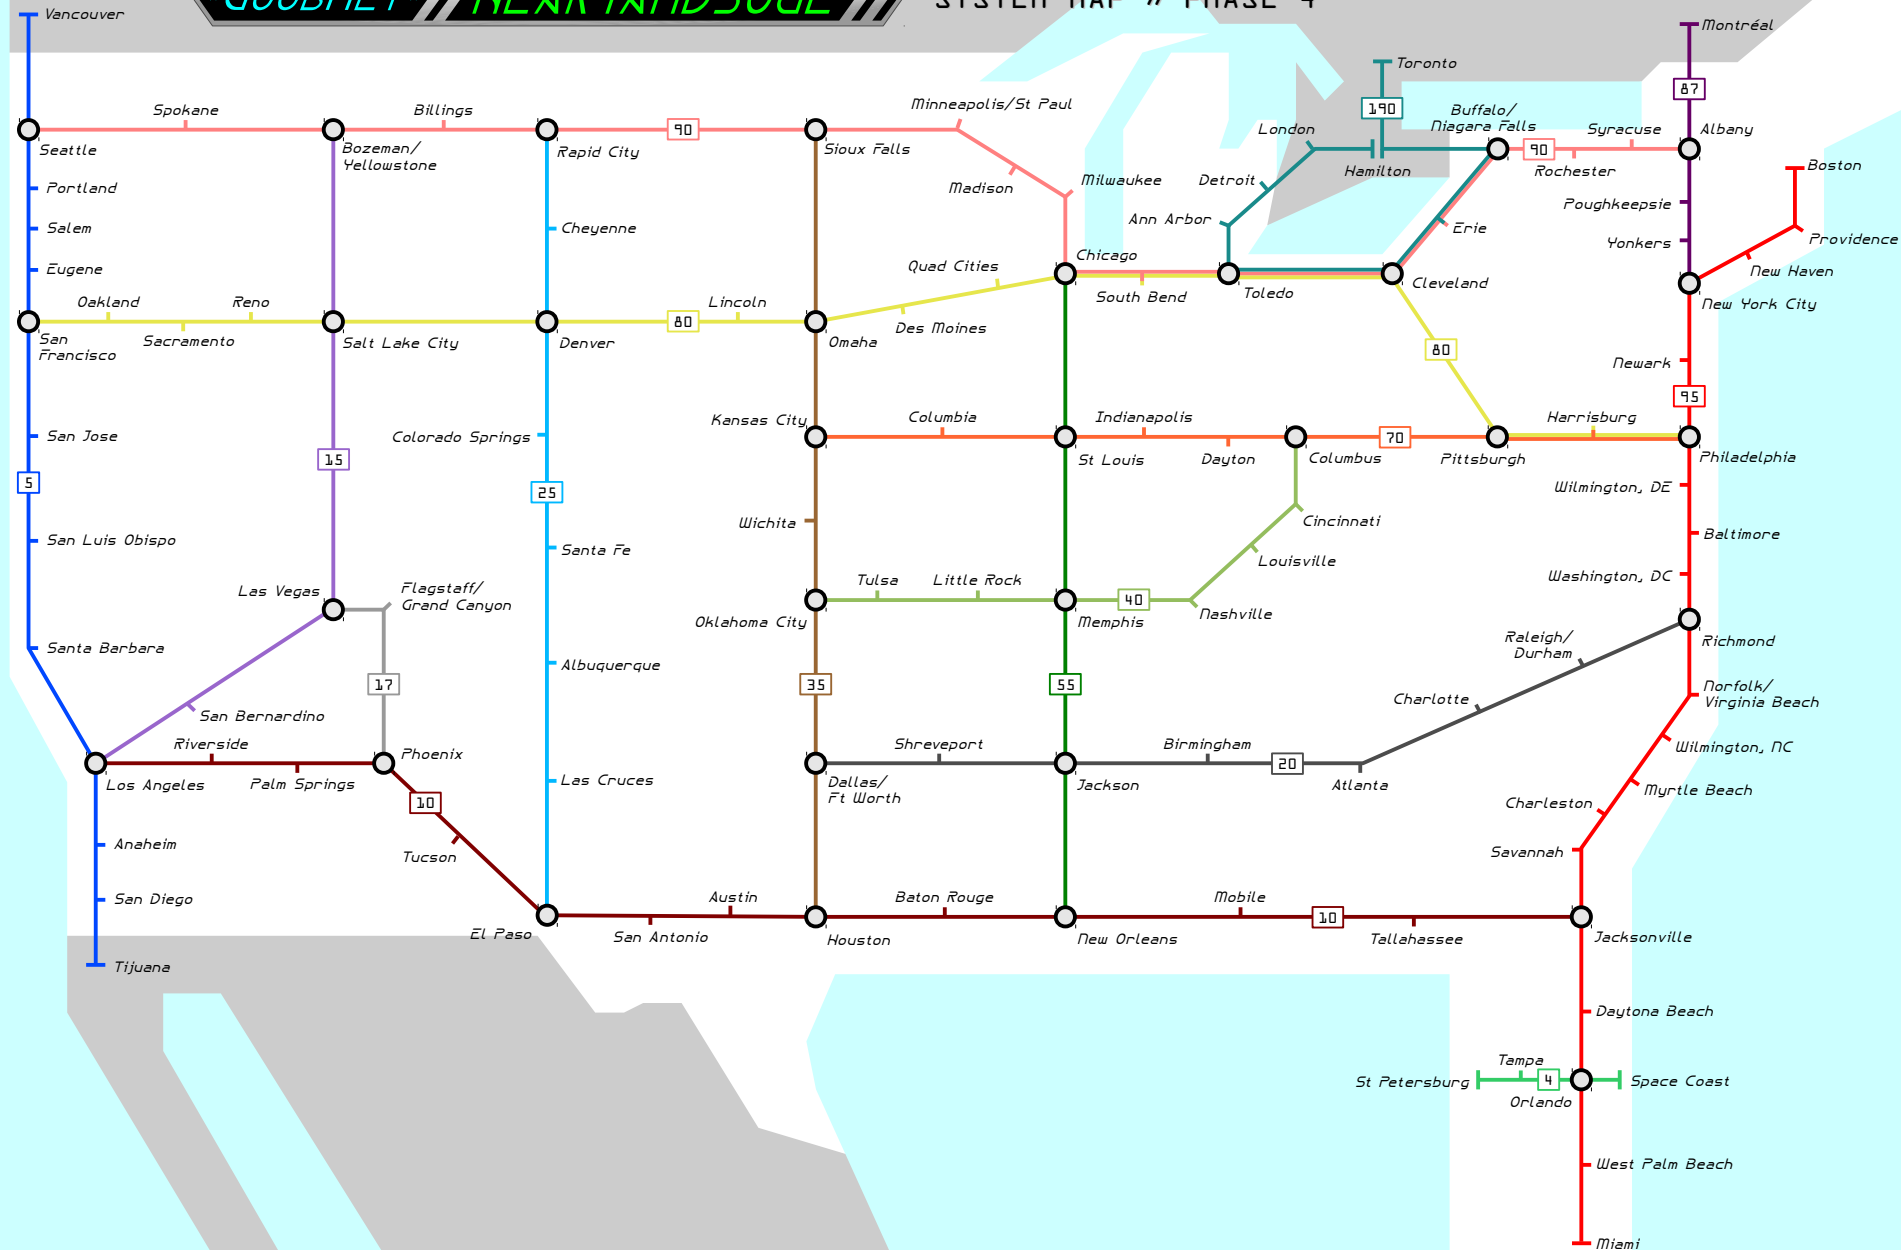 SYSTEM MAP // PHASE 4
Vancouver
Montréal
Toronto
87
Spokane
Billings
Minneapolis/St Paul
190
Buffalo/
Niagara Falls
90
London
Syracuse
Albany
Seattle
Bozeman/
Yellowstone
Rapid City
Sioux Falls
90
Hamilton
Rochester
Boston
Portland
Madison
Milwaukee
Detroit
Poughkeepsie
Salem
Cheyenne
Ann Arbor
Erie
Yonkers
Providence
Eugene
Quad Cities
Chicago
New Haven
Oakland
Reno
Lincoln
South Bend
Toledo
Cleveland
New York City
San
Francisco
Sacramento
Salt Lake City
Denver
80
Omaha
Des Moines
80
Newark
95
San Jose
Colorado Springs
Kansas City
Columbia
Indianapolis
Harrisburg
15
St Louis
Dayton
Columbus
70
Pittsburgh
Philadelphia
5
25
Wilmington, DE
San Luis Obispo
Santa Fe
Wichita
Cincinnati
Baltimore
Louisville
Las Vegas
Flagstaff/
Grand Canyon
Tulsa
Little Rock
Washington, DC
Oklahoma City
Memphis
40
Nashville
Santa Barbara
Albuquerque
Raleigh/
Durham
Richmond
17
35
55
Charlotte
Norfolk/
Virginia Beach
San Bernardino
Riverside
Shreveport
Birmingham
Wilmington, NC
Los Angeles
Palm Springs
Phoenix
Las Cruces
Dallas/
Ft Worth
Jackson
20
Atlanta
Myrtle Beach
10
Charleston
Anaheim
Tucson
Savannah
San Diego
Austin
Baton Rouge
Mobile
El Paso
San Antonio
Houston
New Orleans
10
Tallahassee
Jacksonville
Tijuana
Daytona Beach
Tampa
St Petersburg
4
Space Coast
Orlando
West Palm Beach
Miami